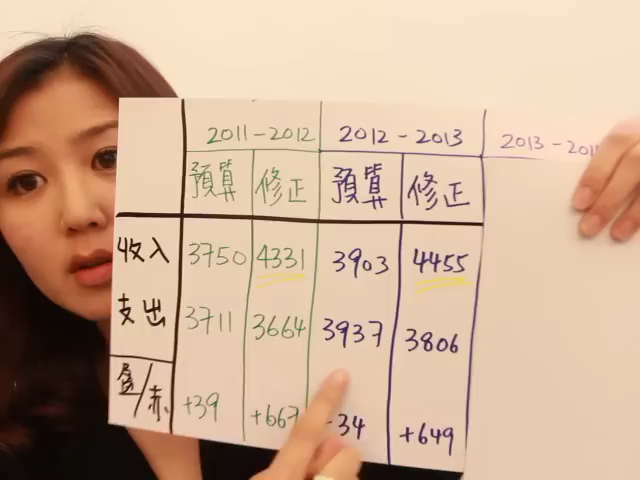 2011-2012 2012-2013 2013-201
預算 修正 預算 修正
收入 3750 4331 3903 4455
支出 3711 3664 3937 3806
盈/赤 +39 +667 -34 +649